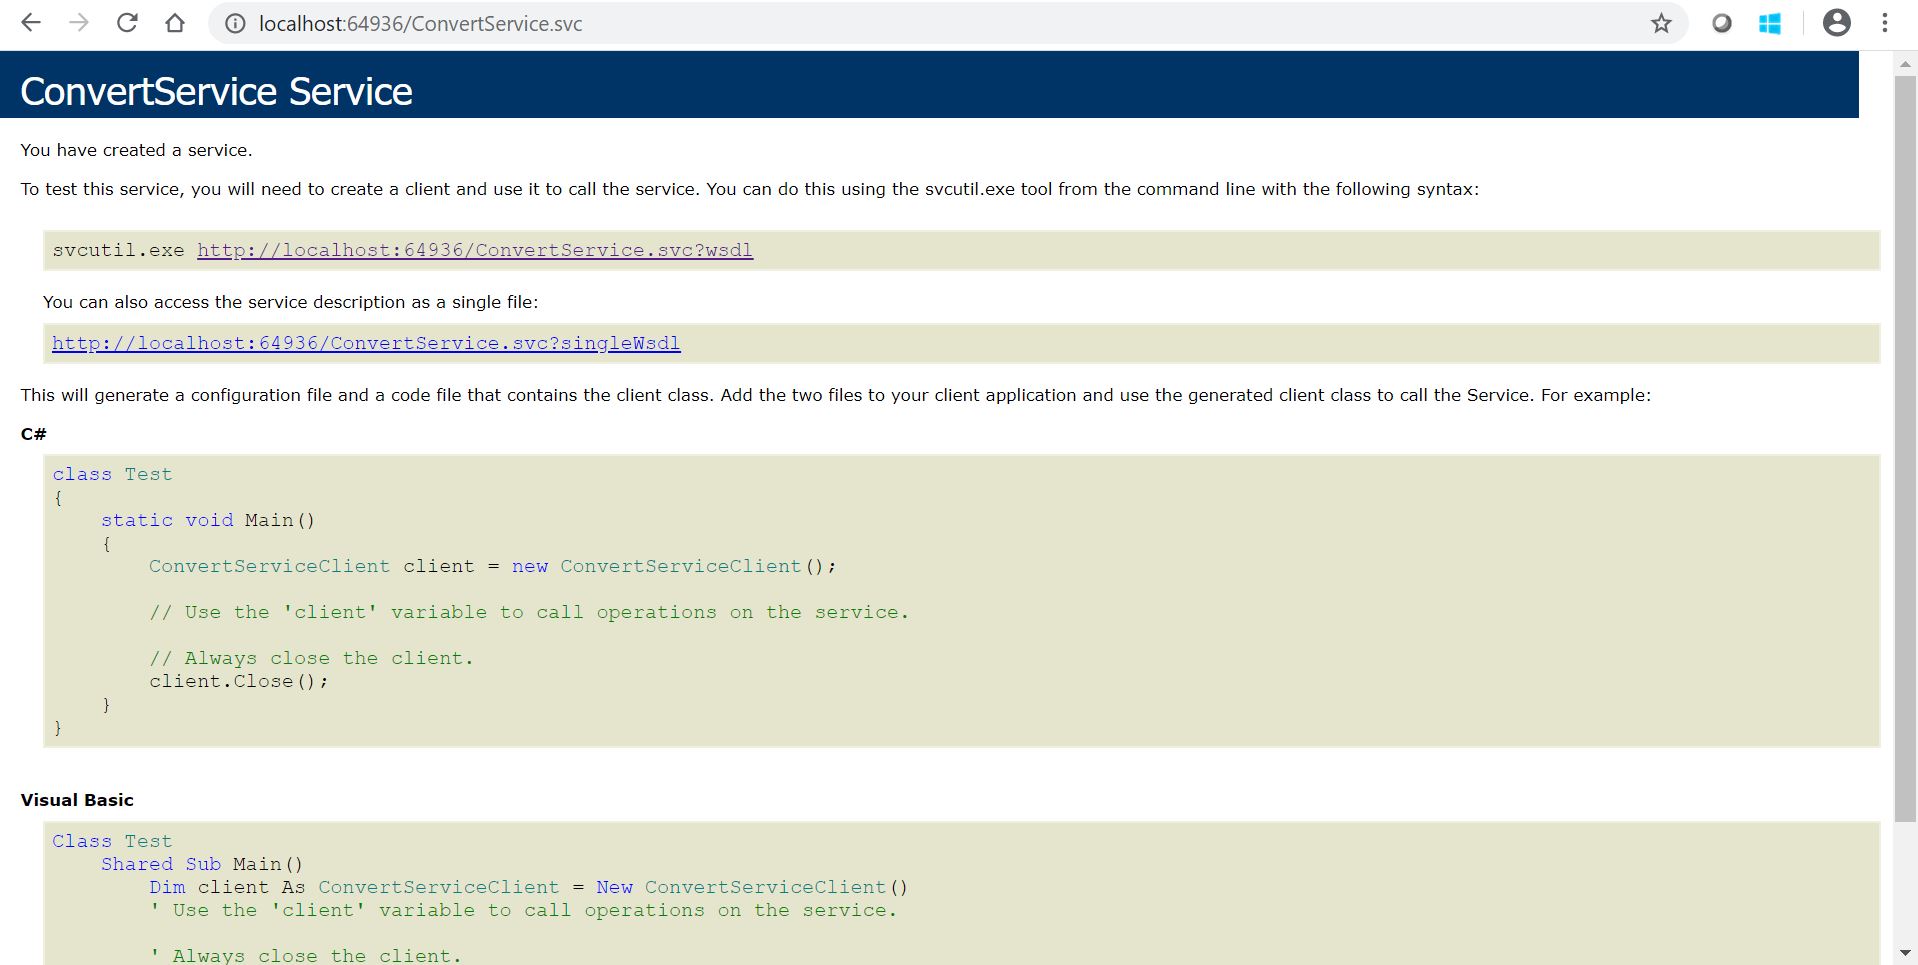 localhost:64936/ConvertService.svc
ConvertService Service
You have created a service.
To test this service, you will need to create a client and use it to call the service. You can do this using the svcutil.exe tool from the command line with the following syntax:
svcutil.exe http://localhost:64936/ConvertService.svc?wsdl
You can also access the service description as a single file:
http://localhost:64936/ConvertService.svc?singleWsdl
This will generate a configuration file and a code file that contains the client class. Add the two files to your client application and use the generated client class to call the Service. For example:
C#
class Test
{
    static void Main()
    {
        ConvertServiceClient client = new ConvertServiceClient();
        // Use the 'client' variable to call operations on the service.
        // Always close the client.
        client.Close();
    }
}
Visual Basic
Class Test
    Shared Sub Main()
        Dim client As ConvertServiceClient = New ConvertServiceClient()
        ' Use the 'client' variable to call operations on the service.
        ' Always close the client.